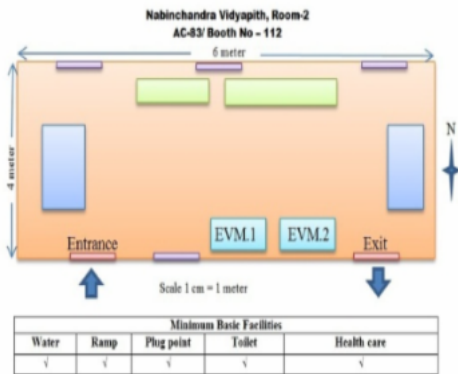 Nabinchandra Vidyapith, Room-2
AC-83/ Booth No – 112
6 meter
4 meter
N
EVM.1 EVM.2
Entrance Exit
Scale 1 cm = 1 meter
Minimum Basic Facilities
Water Ramp Plug point Toilet Health care
√ √ √ √ √